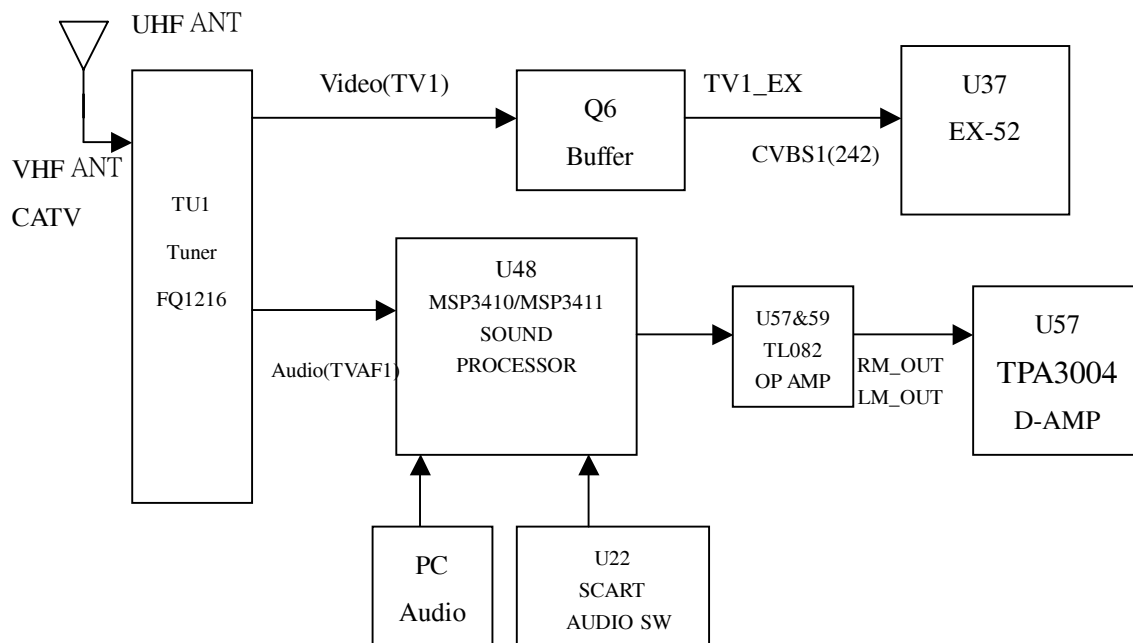 UHF ANT
VHF ANT
CATV
TU1
Tuner
FQ1216
Video(TV1)
Q6
Buffer
TV1_EX
CVBS1(242)
U37
EX-52
Audio(TVAF1)
U48
MSP3410/MSP3411
SOUND
PROCESSOR
U57&59
TL082
OP AMP
RM_OUT
LM_OUT
U57
TPA3004
D-AMP
PC
Audio
U22
SCART
AUDIO SW